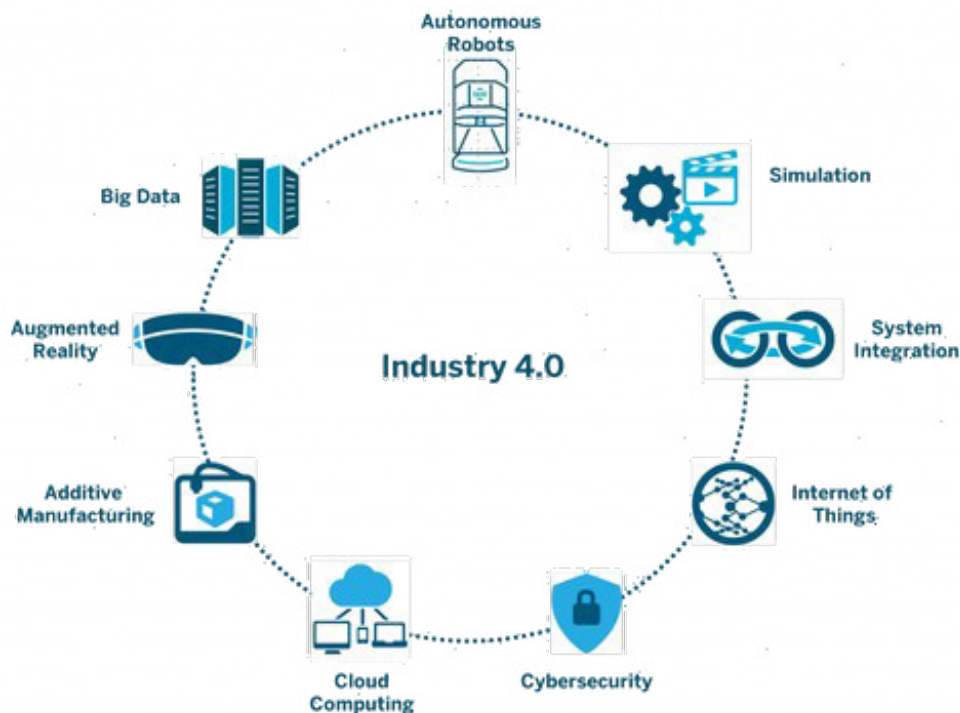 Autonomous
Robots
Simulation
Big Data
System
Integration
Augmented
Reality
Industry 4.0
Internet of
Things
Additive
Manufacturing
Cybersecurity
Cloud
Computing